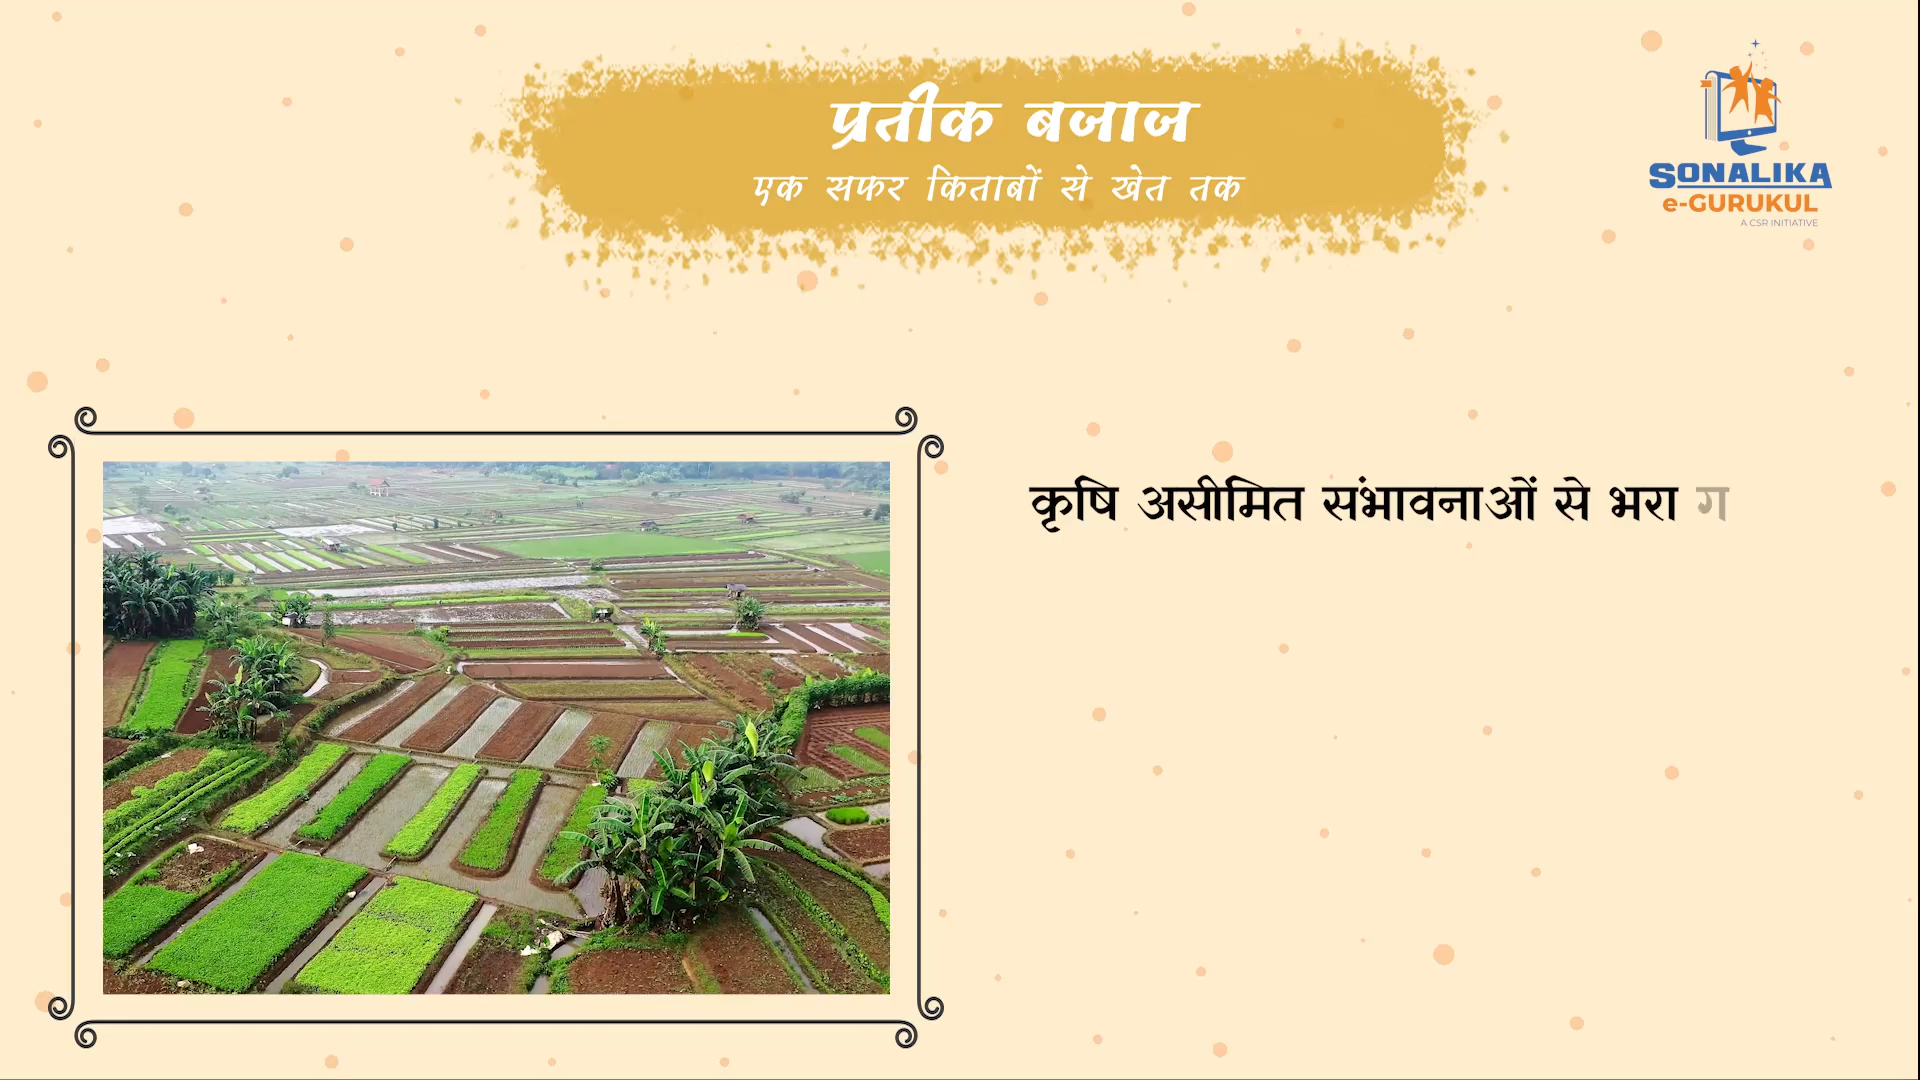 प्रतीक बजाज
एक सफर किताबों से खेत तक
SONALIKA
e-GURUKUL
A CSR INITIATIVE
कृषि असीमित संभावनाओं से भरा ग